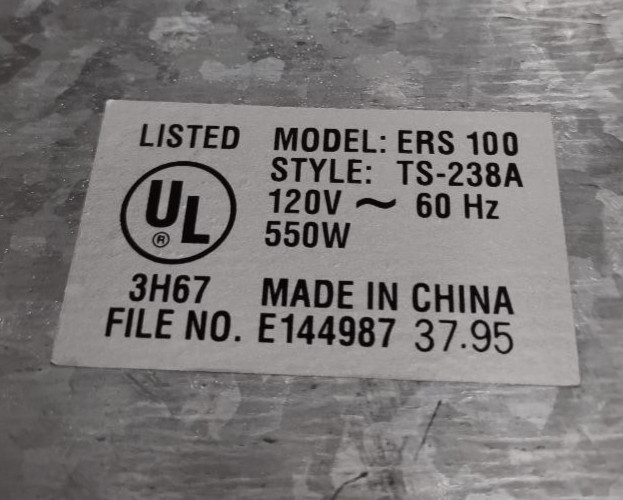 LISTED MODEL: ERS 100
STYLE: TS-238A
UL ®
120V ~ 60 Hz
550W
3H67 MADE IN CHINA
FILE NO. E144987 37.95